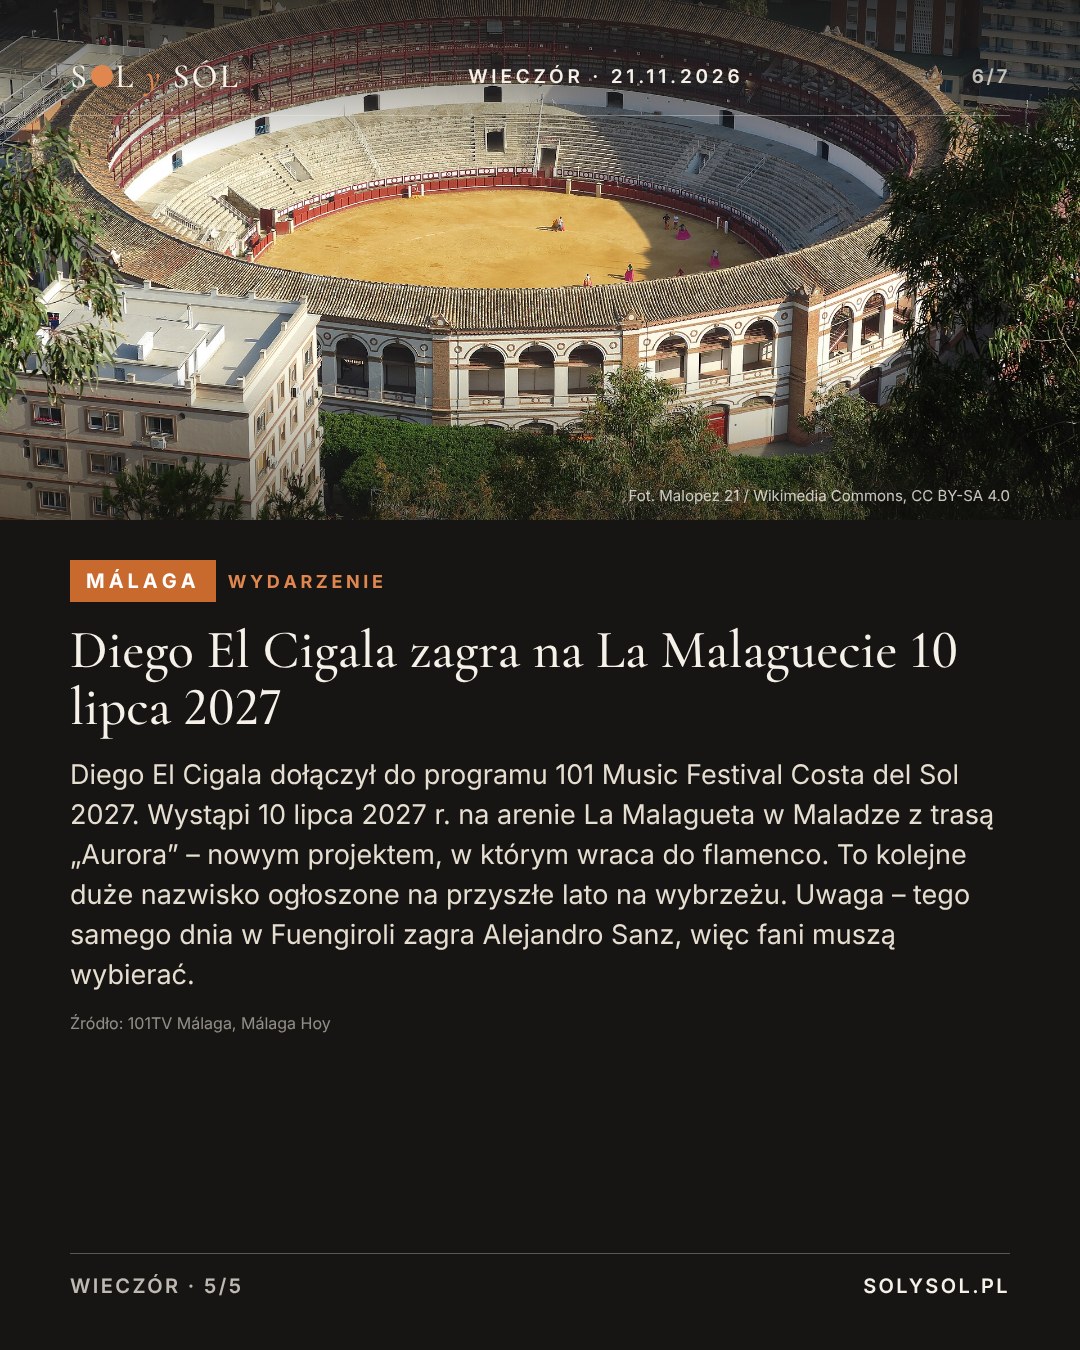 SOL y SÓL
WIECZÓR · 21.11.2026
6/7
Fot. Malopez 21 / Wikimedia Commons, CC BY-SA 4.0
MÁLAGA WYDARZENIE
Diego El Cigala zagra na La Malaguecie 10
lipca 2027
Diego El Cigala dołączył do programu 101 Music Festival Costa del Sol
2027. Wystąpi 10 lipca 2027 r. na arenie La Malagueta w Maladze z trasą
„Aurora” – nowym projektem, w którym wraca do flamenco. To kolejne
duże nazwisko ogłoszone na przyszłe lato na wybrzeżu. Uwaga – tego
samego dnia w Fuengiroli zagra Alejandro Sanz, więc fani muszą
wybierać.
Źródło: 101TV Málaga, Málaga Hoy
WIECZÓR · 5/5
SOLYSOL.PL